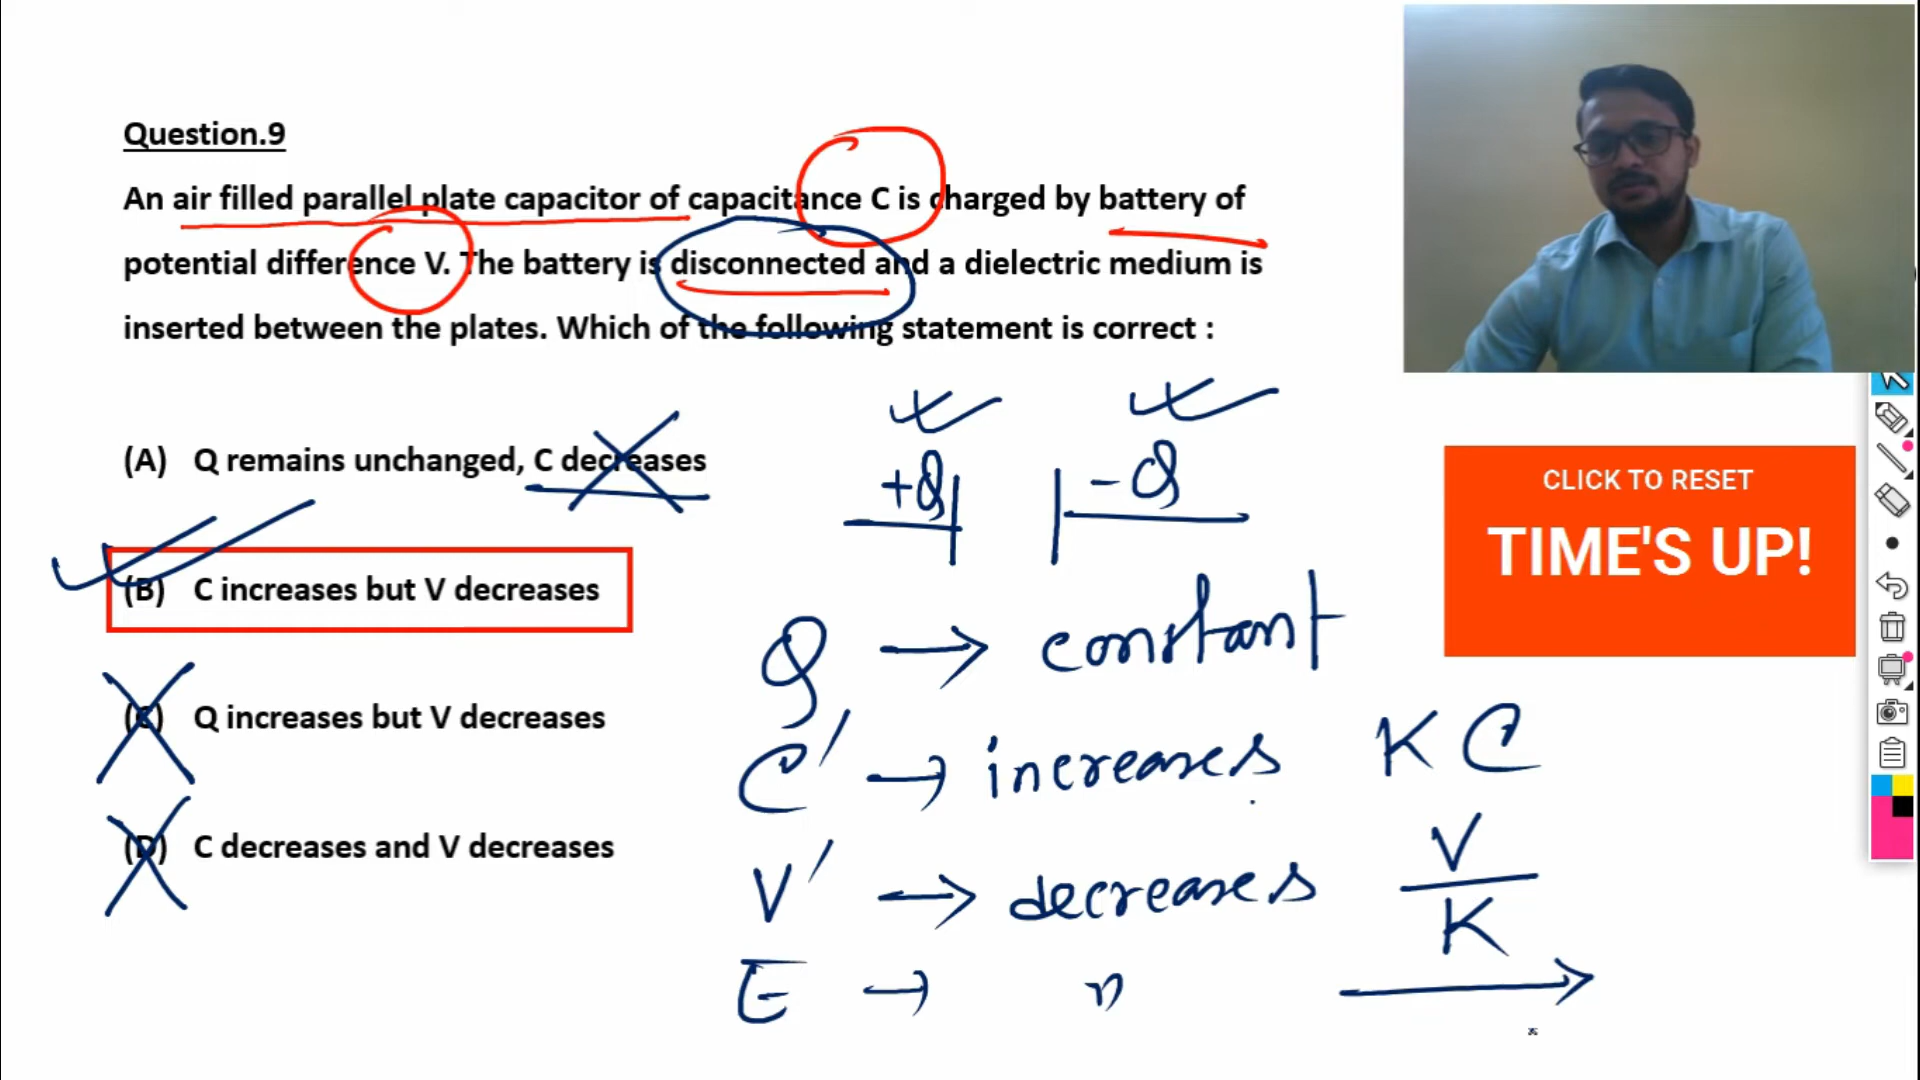 Question.9
An air filled parallel plate capacitor of capacitance C is charged by battery of
potential difference V. The battery is disconnected and a dielectric medium is
inserted between the plates. Which of the following statement is correct :
(A) Q remains unchanged, C decreases
(B) C increases but V decreases
(C) Q increases but V decreases
(D) C decreases and V decreases
+Q -Q
Q → constant
C' → increases KC
V' → decreases V/K
E → 〃
CLICK TO RESET
TIME'S UP!